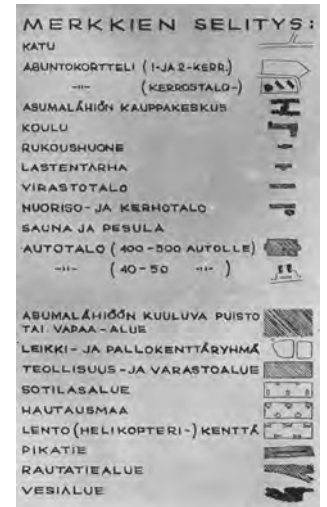 MERKKIEN SELITYS:
KATU
ASUNTOKORTTELI (1-JA 2-KERR.)
-"- (KERROSTALO-)
ASUMALÄHIÖN KAUPPAKESKUS
KOULU
RUKOUSHUONE
LASTENTARHA
VIRASTOTALO
NUORISO- JA KERHOTALO
SAUNA JA PESULA
AUTOTALO (400-500 AUTOLLE)
-"- (40-50 -"- )
ASUMALÄHIÖÖN KUULUVA PUISTO
TAI VAPAA-ALUE
LEIKKI- JA PALLOKENTTÄRYHMÄ
TEOLLISUUS- JA VARASTOALUE
SOTILASALUE
HAUTAUSMAA
LENTO (HELIKOPTERI-) KENTTÄ
PIKATIE
RAUTATIEALUE
VESIALUE